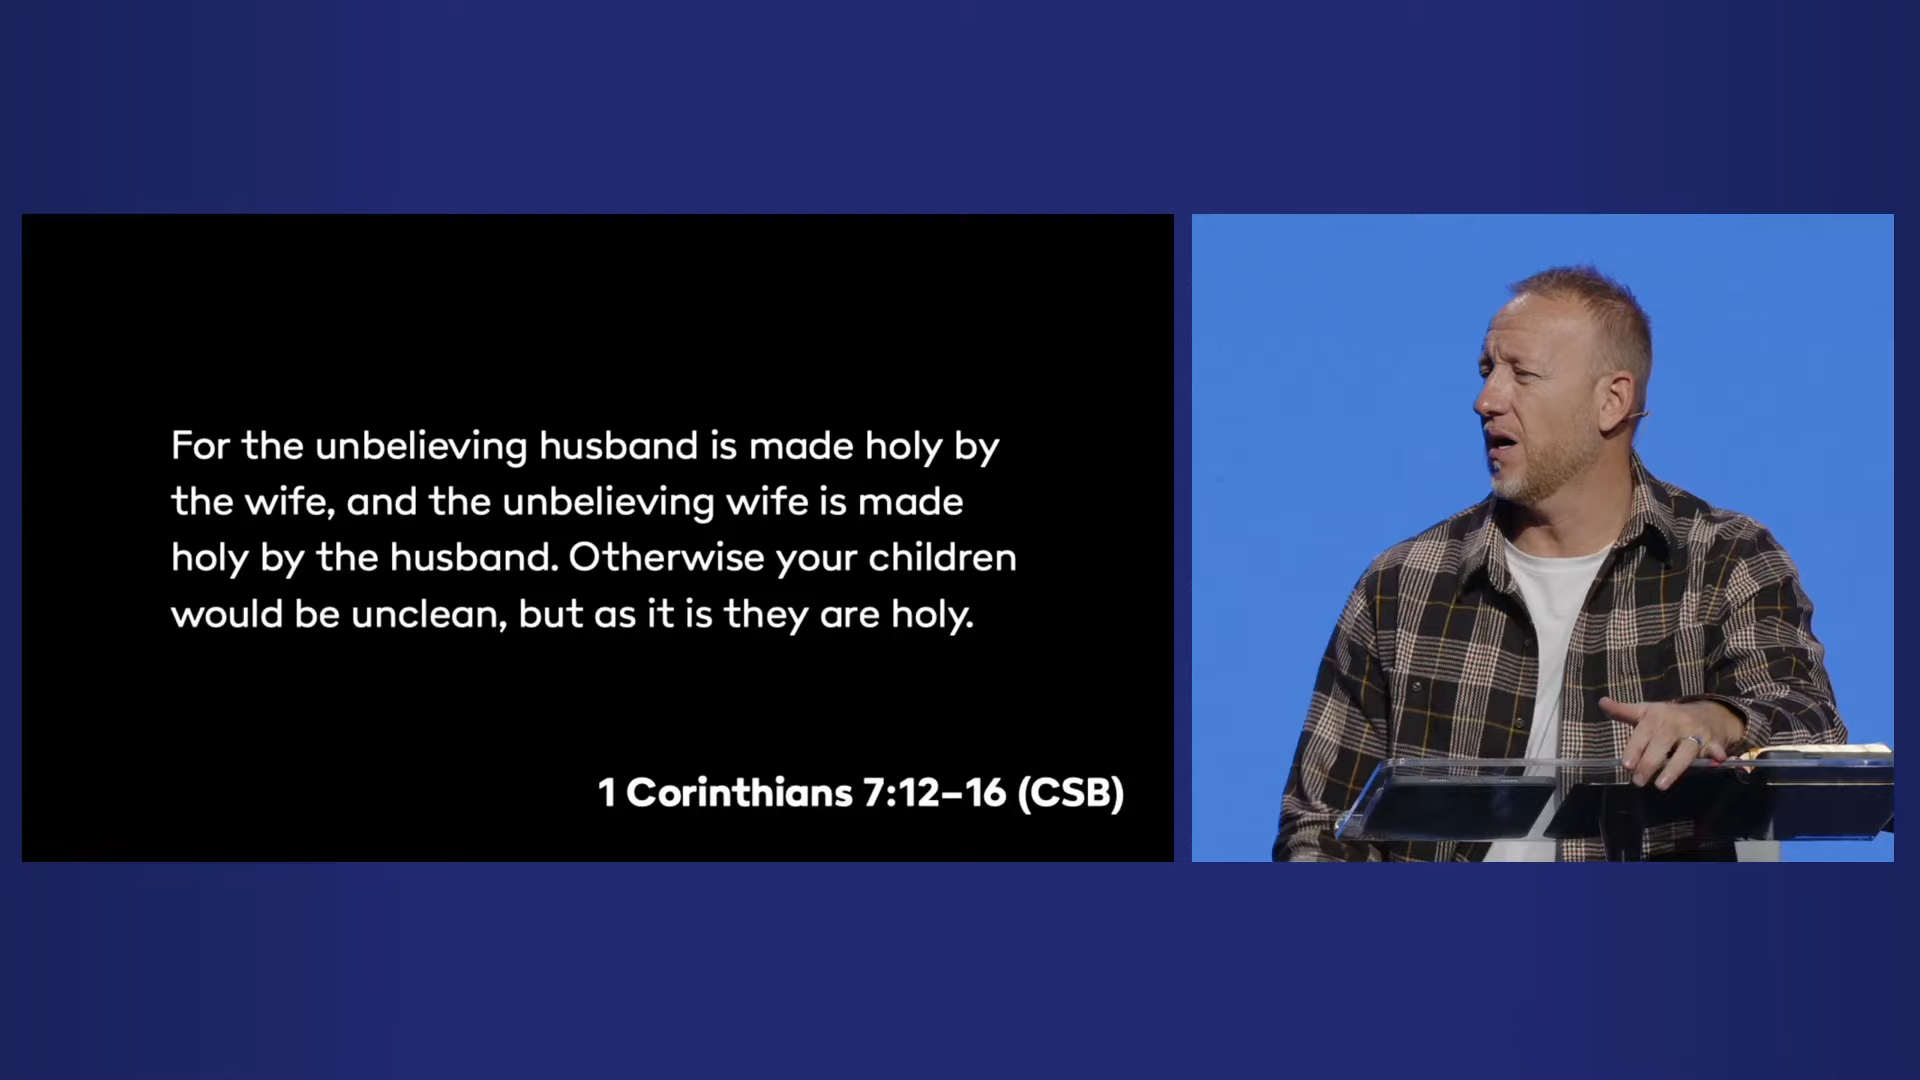 For the unbelieving husband is made holy by
the wife, and the unbelieving wife is made
holy by the husband. Otherwise your children
would be unclean, but as it is they are holy.
1 Corinthians 7:12–16 (CSB)